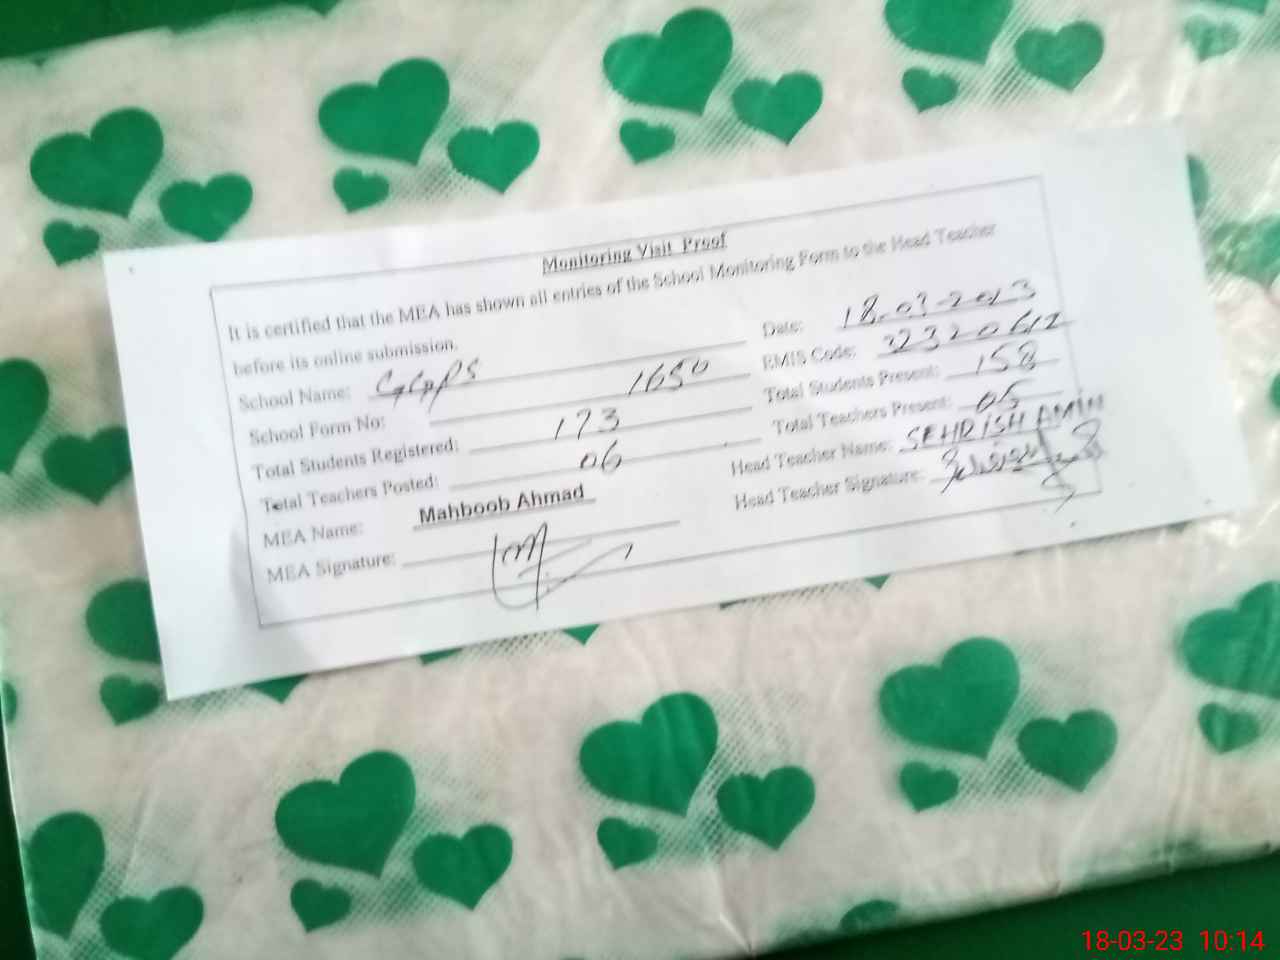 Monitoring Visit Proof
It is certified that the MEA has shown all entries of the School Monitoring Form to the Head Teacher
before its online submission.
Date: 18-03-2023
School Name:
EMIS Code: 32320612
School Form No: 1650
Total Students Present: 158
Total Students Registered: 173
Total Teachers Present: 05
Total Teachers Posted: 06
Head Teacher Name: SEHRISH AMIN
MEA Name: Mahboob Ahmad
Head Teacher Signature:
MEA Signature:
18-03-23 10:14